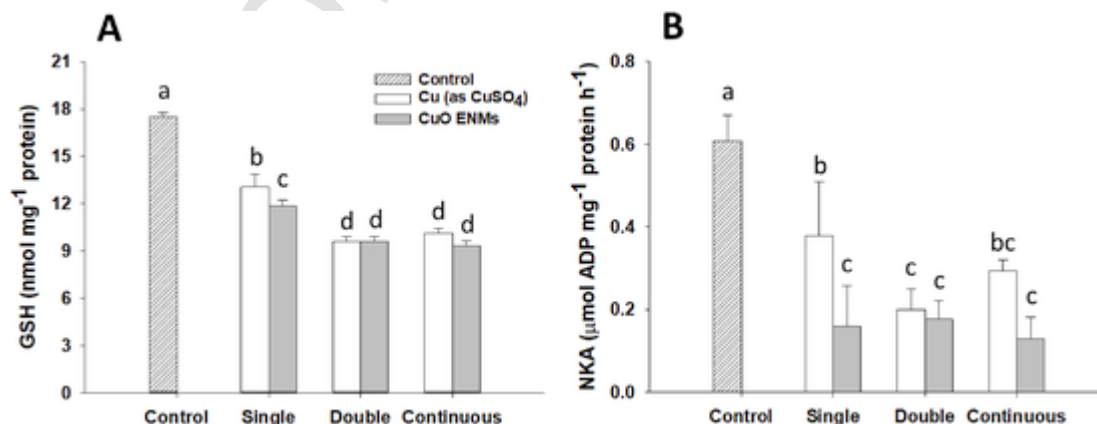 A
B
21
18
15
12
9
6
3
0
GSH (nmol mg⁻¹ protein)
Control
Cu (as CuSO₄)
CuO ENMs
a
b
c
d d
d
d
Control Single Double Continuous
0.8
0.6
0.4
0.2
0.0
NKA (μmol ADP mg⁻¹ protein h⁻¹)
a
b
c
c c
bc
c
Control Single Double Continuous